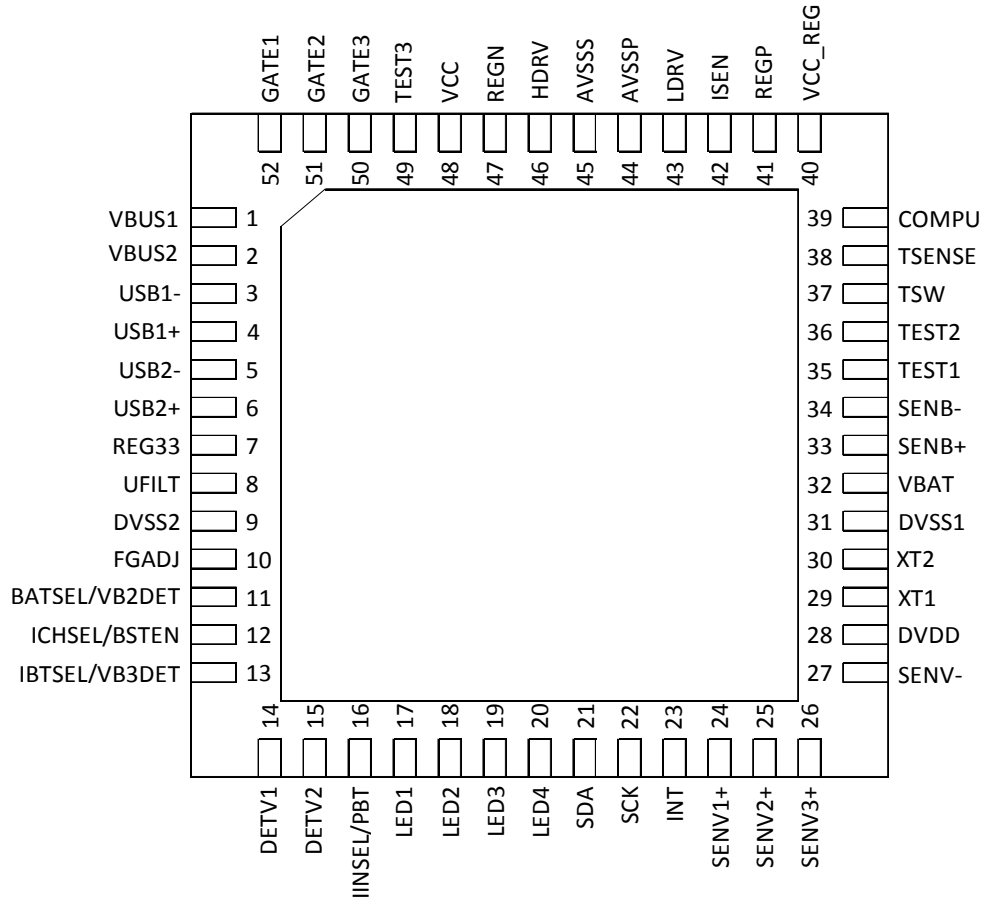 GATE1 GATE2 GATE3 TEST3 VCC REGN HDRV AVSSS AVSSP LDRV ISEN REGP VCC_REG
52 51 50 49 48 47 46 45 44 43 42 41 40
VBUS1 1
VBUS2 2
USB1- 3
USB1+ 4
USB2- 5
USB2+ 6
REG33 7
UFILT 8
DVSS2 9
FGADJ 10
BATSEL/VB2DET 11
ICHSEL/BSTEN 12
IBTSEL/VB3DET 13
39 COMPU
38 TSENSE
37 TSW
36 TEST2
35 TEST1
34 SENB-
33 SENB+
32 VBAT
31 DVSS1
30 XT2
29 XT1
28 DVDD
27 SENV-
14 15 16 17 18 19 20 21 22 23 24 25 26
DETV1 DETV2 IINSEL/PBT LED1 LED2 LED3 LED4 SDA SCK INT SENV1+ SENV2+ SENV3+